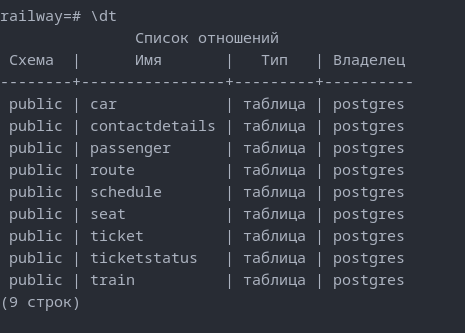 railway=# \dt
               Список отношений
 Схема  |      Имя       |   Тип   | Владелец
--------+----------------+---------+----------
 public | car            | таблица | postgres
 public | contactdetails | таблица | postgres
 public | passenger      | таблица | postgres
 public | route          | таблица | postgres
 public | schedule       | таблица | postgres
 public | seat           | таблица | postgres
 public | ticket         | таблица | postgres
 public | ticketstatus   | таблица | postgres
 public | train          | таблица | postgres
(9 строк)